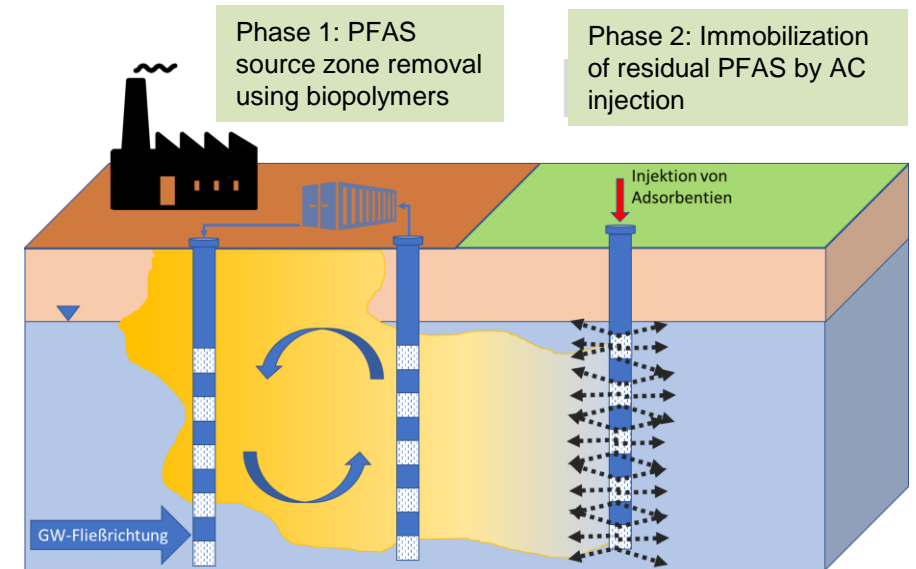 Phase 1: PFAS
source zone removal
using biopolymers
Phase 2: Immobilization
of residual PFAS by AC
injection
Injektion von
Adsorbentien
GW-Fließrichtung